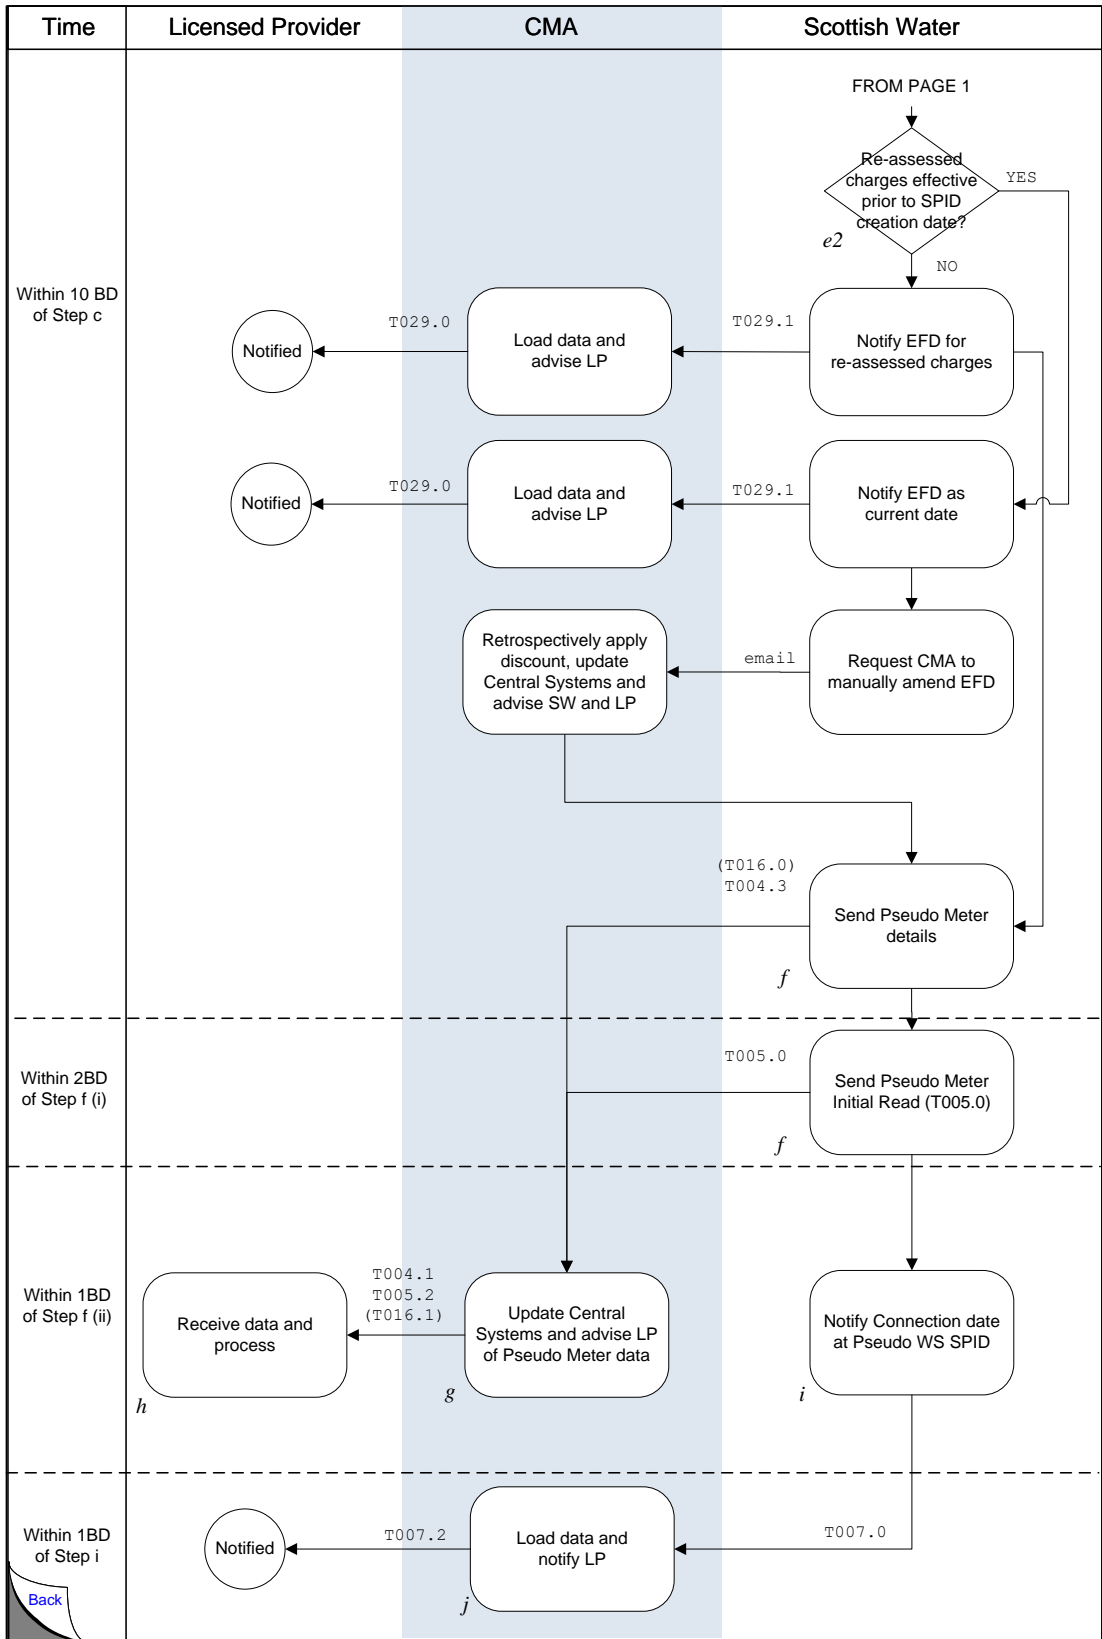 Time
Licensed Provider
CMA
Scottish Water
FROM PAGE 1
Re-assessed
charges effective
prior to SPID
creation date?
YES
e2
NO
Within 10 BD
of Step c
Notified
T029.0
Load data and
advise LP
T029.1
Notify EFD for
re-assessed charges
Notified
T029.0
Load data and
advise LP
T029.1
Notify EFD as
current date
Retrospectively apply
discount, update
Central Systems and
advise SW and LP
email
Request CMA to
manually amend EFD
(T016.0)
T004.3
Send Pseudo Meter
details
f
Within 2BD
of Step f (i)
T005.0
Send Pseudo Meter
Initial Read (T005.0)
f
Within 1BD
of Step f (ii)
Receive data and
process
h
T004.1
T005.2
(T016.1)
Update Central
Systems and advise LP
of Pseudo Meter data
g
Notify Connection date
at Pseudo WS SPID
i
Within 1BD
of Step i
Notified
T007.2
Load data and
notify LP
j
T007.0
Back